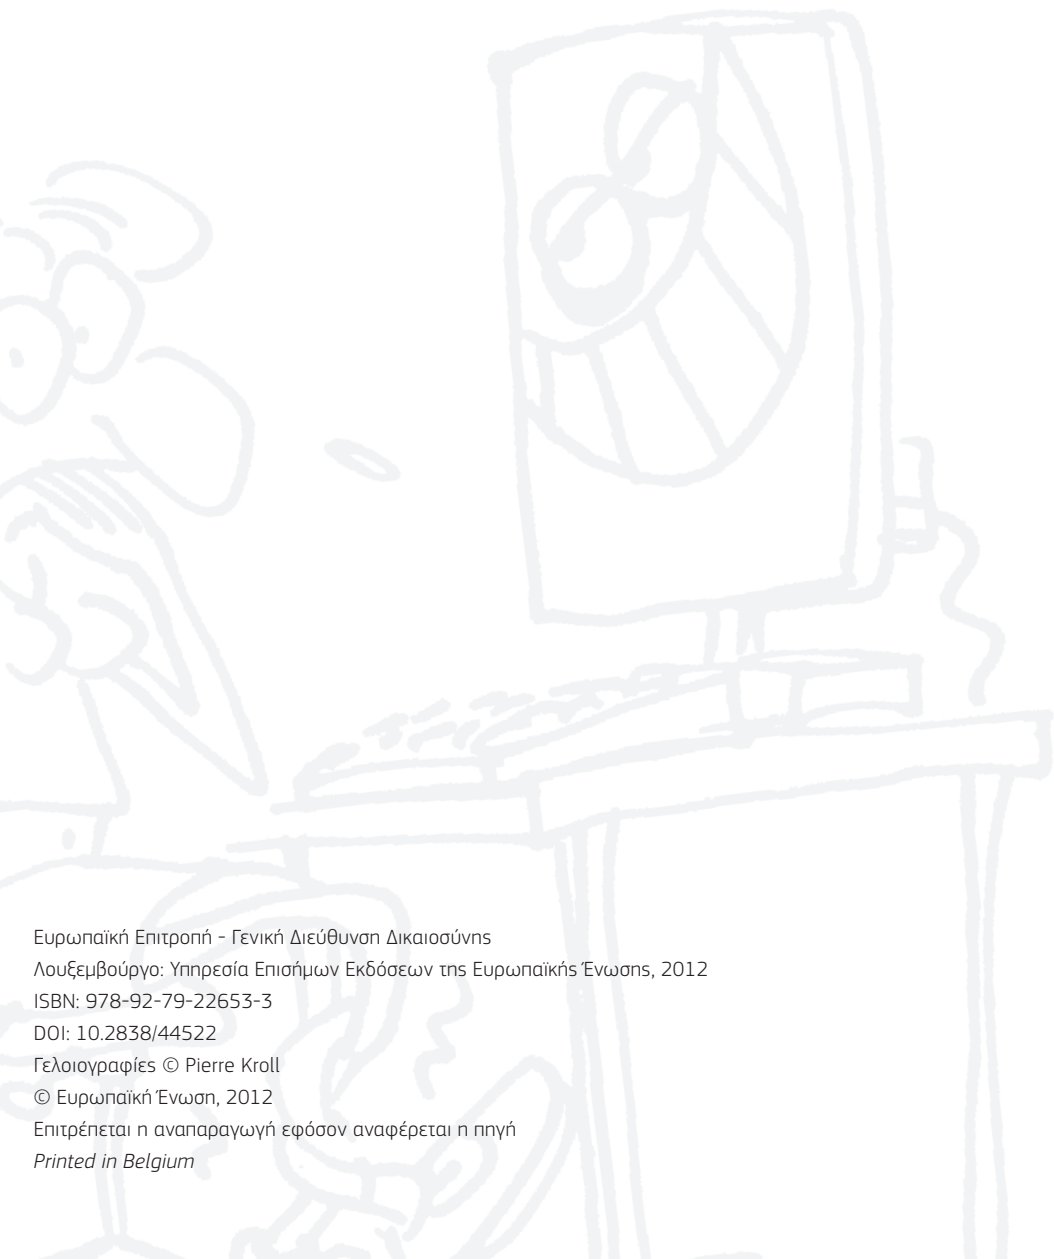 Ευρωπαϊκή Επιτροπή - Γενική Διεύθυνση Δικαιοσύνης
Λουξεμβούργο: Υπηρεσία Επισήμων Εκδόσεων της Ευρωπαϊκής Ένωσης, 2012
ISBN: 978-92-79-22653-3
DOI: 10.2838/44522
Γελοιογραφίες © Pierre Kroll
© Ευρωπαϊκή Ένωση, 2012
Επιτρέπεται η αναπαραγωγή εφόσον αναφέρεται η πηγή
Printed in Belgium